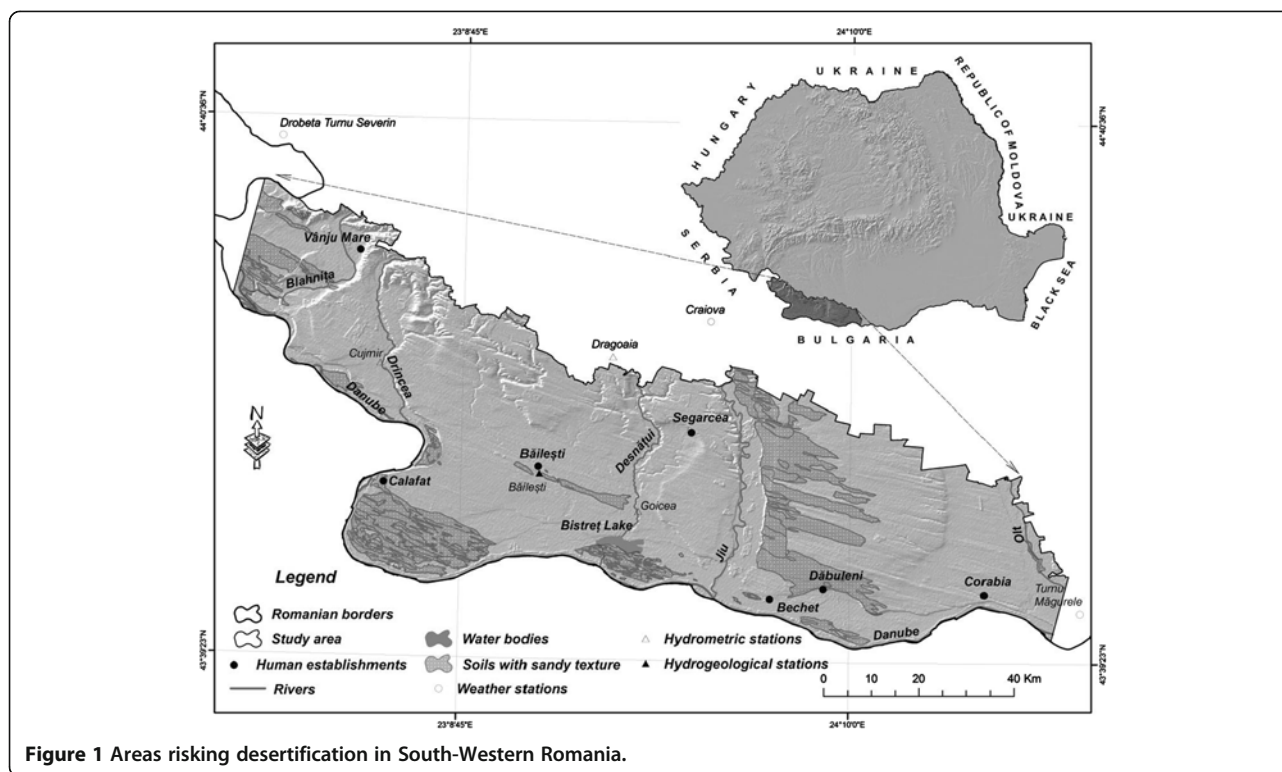 23°8'45"E
24°10'0"E
UKRAINE
REPUBLIC OF MOLDOVA
HUNGARY
44°40'36"N
44°40'36"N
Drobeta Turnu Severin
UKRAINE
Vânju Mare
SERBIA
Blahnița
BLACK SEA
Craiova
BULGARIA
Dragoaia
Cujmir
Drincea
Danube
N
Segarcea
Desnățui
Băilești
Calafat
Băilești
Goicea
Olt
Bistreț Lake
Jiu
Legend
Dăbuleni
Corabia
Turnu
Măgurele
Bechet
Romanian borders
Danube
Study area
Water bodies
Hydrometric stations
43°39'23"N
43°39'23"N
Human establishments
Soils with sandy texture
Hydrogeological stations
Rivers
Weather stations
0 10 20 30 40 Km
23°8'45"E
24°10'0"E
Figure 1 Areas risking desertification in South-Western Romania.